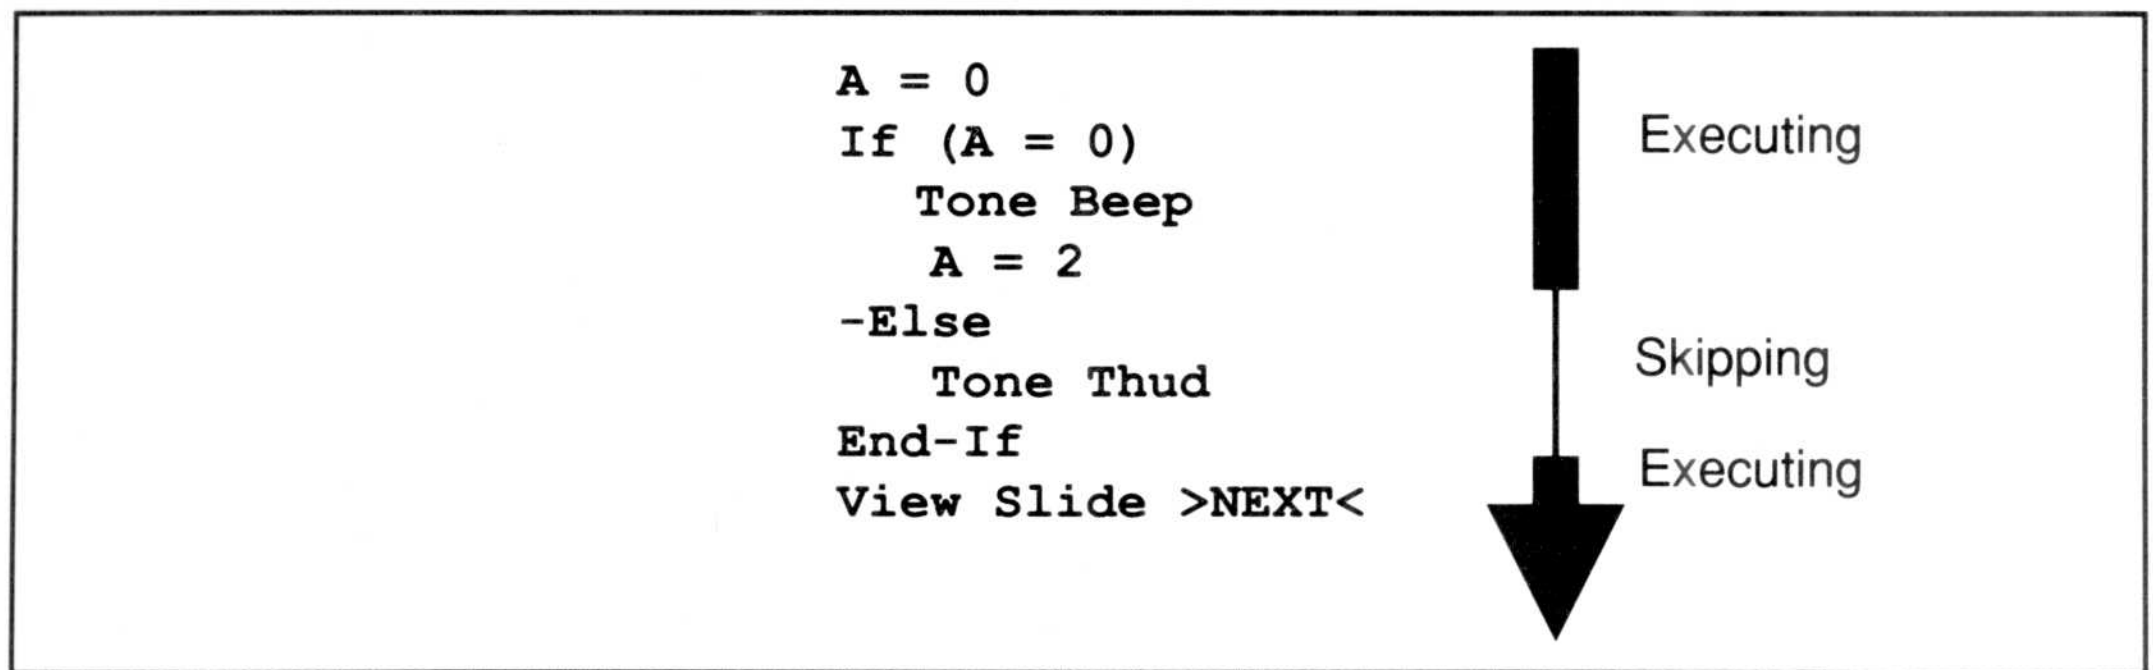 A = 0
If (A = 0)
Tone Beep
A = 2
-Else
Tone Thud
End-If
View Slide >NEXT<
Executing
Skipping
Executing